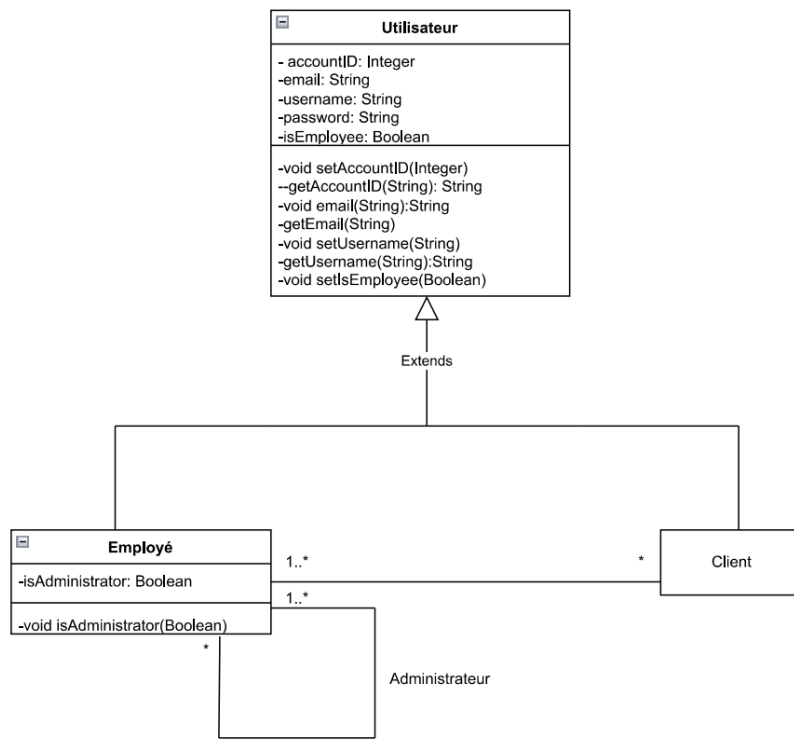 Utilisateur
- accountID: Integer
-email: String
-username: String
-password: String
-isEmployee: Boolean
-void setAccountID(Integer)
--getAccountID(String): String
-void email(String):String
-getEmail(String)
-void setUsername(String)
-getUsername(String):String
-void setIsEmployee(Boolean)
Extends
Employé
-isAdministrator: Boolean
-void isAdministrator(Boolean)
1..*
*
Client
1..*
*
Administrateur